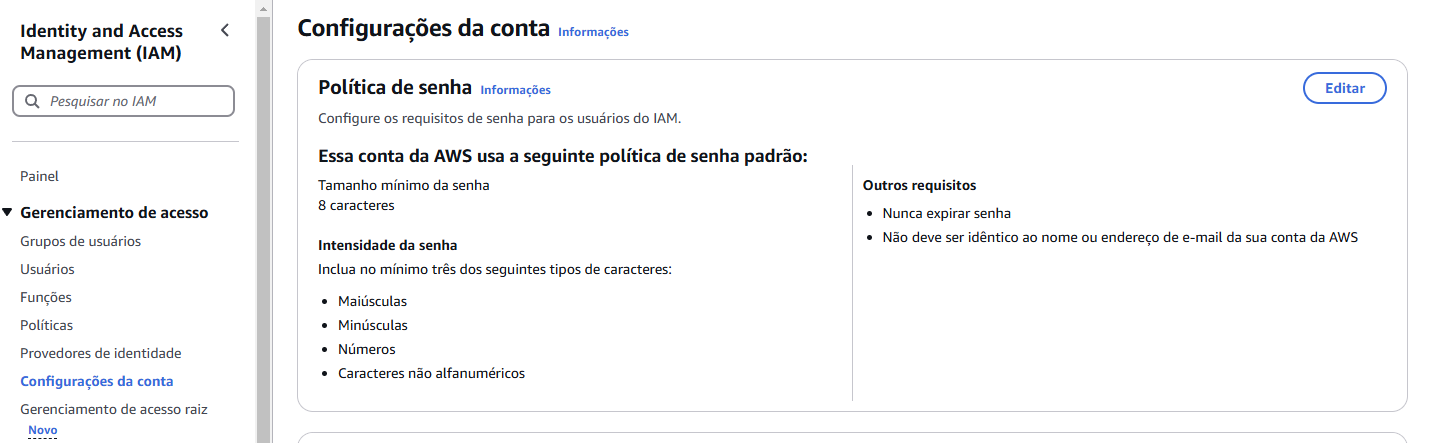 Identity and Access
Management (IAM)
Pesquisar no IAM
Painel
Gerenciamento de acesso
Grupos de usuários
Usuários
Funções
Políticas
Provedores de identidade
Configurações da conta
Gerenciamento de acesso raiz
Novo
Configurações da conta Informações
Política de senha Informações
Editar
Configure os requisitos de senha para os usuários do IAM.
Essa conta da AWS usa a seguinte política de senha padrão:
Tamanho mínimo da senha
8 caracteres
Intensidade da senha
Inclua no mínimo três dos seguintes tipos de caracteres:
• Maiúsculas
• Minúsculas
• Números
• Caracteres não alfanuméricos
Outros requisitos
• Nunca expirar senha
• Não deve ser idêntico ao nome ou endereço de e-mail da sua conta da AWS